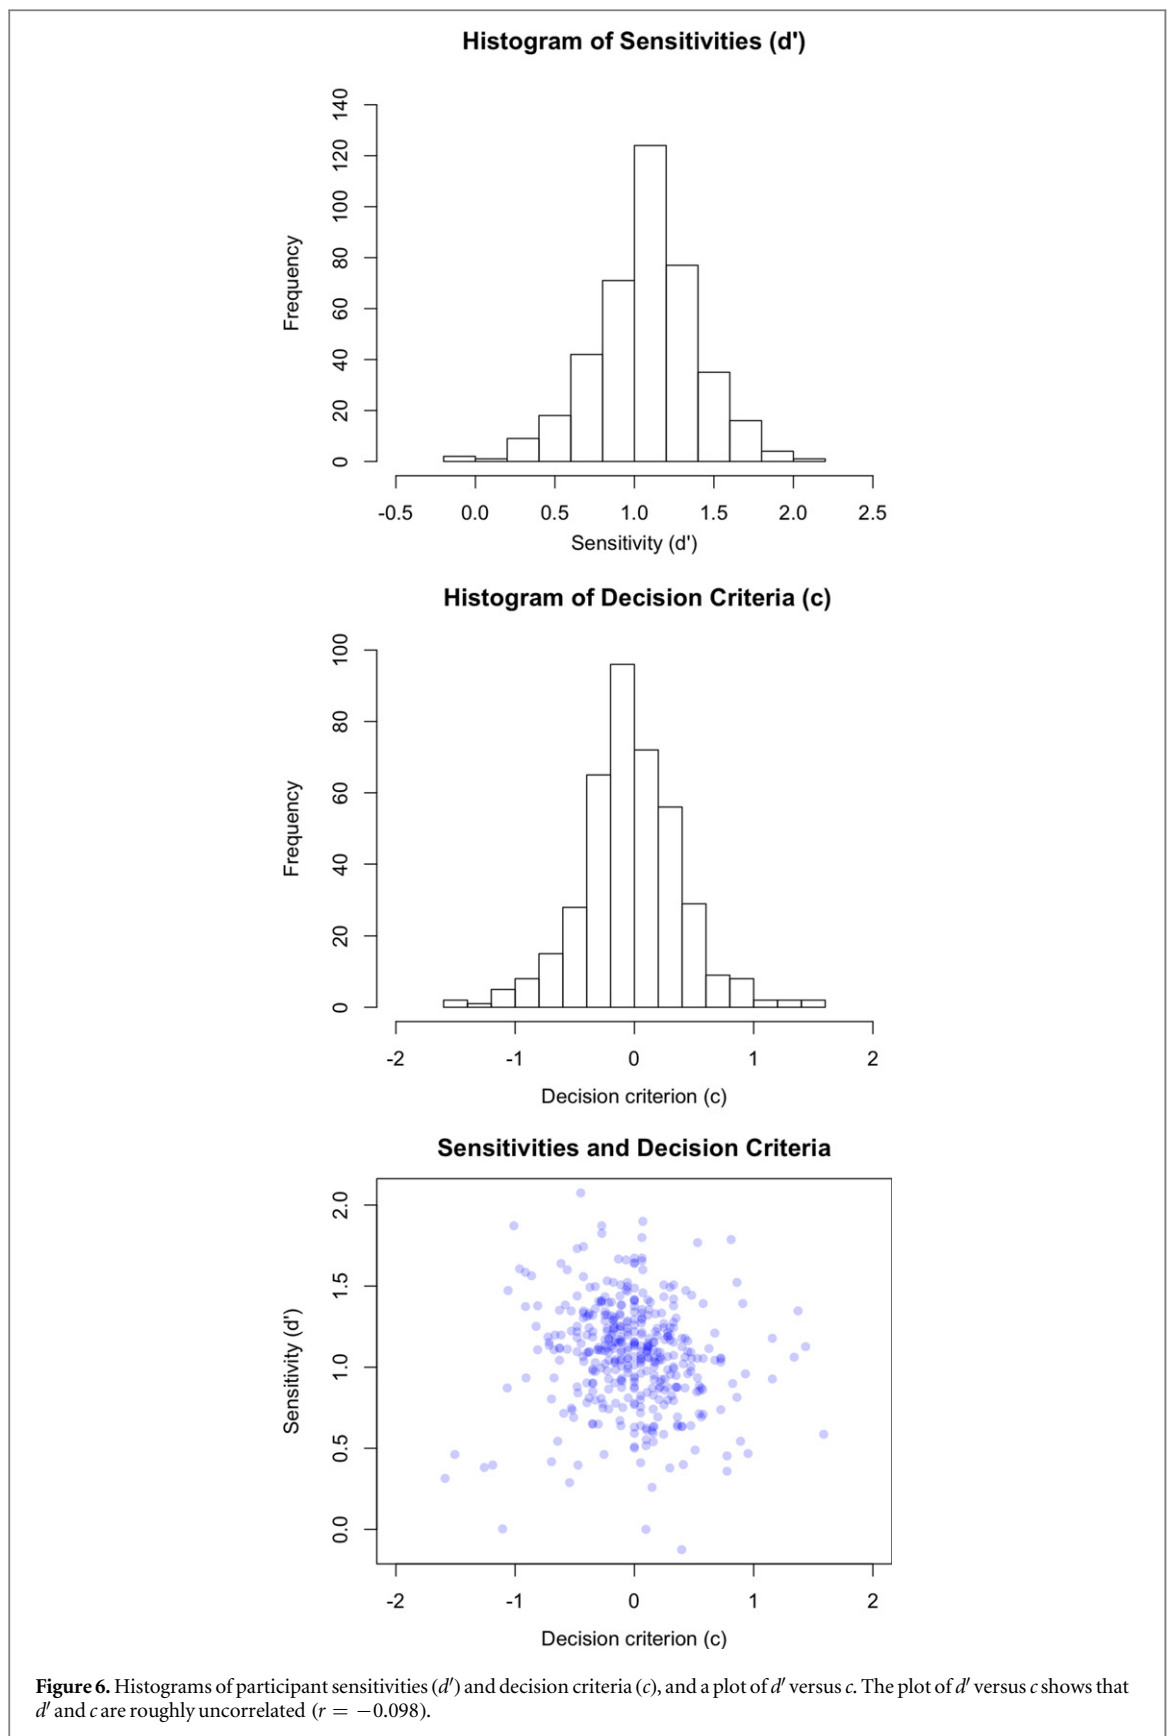 Histogram of Sensitivities (d')
Frequency
0 20 40 60 80 100 120 140
-0.5 0.0 0.5 1.0 1.5 2.0 2.5
Sensitivity (d')
Histogram of Decision Criteria (c)
Frequency
0 20 40 60 80 100
-2 -1 0 1 2
Decision criterion (c)
Sensitivities and Decision Criteria
Sensitivity (d')
0.0 0.5 1.0 1.5 2.0
-2 -1 0 1 2
Decision criterion (c)
Figure 6. Histograms of participant sensitivities (d′) and decision criteria (c), and a plot of d′ versus c. The plot of d′ versus c shows that
d′ and c are roughly uncorrelated (r = −0.098).